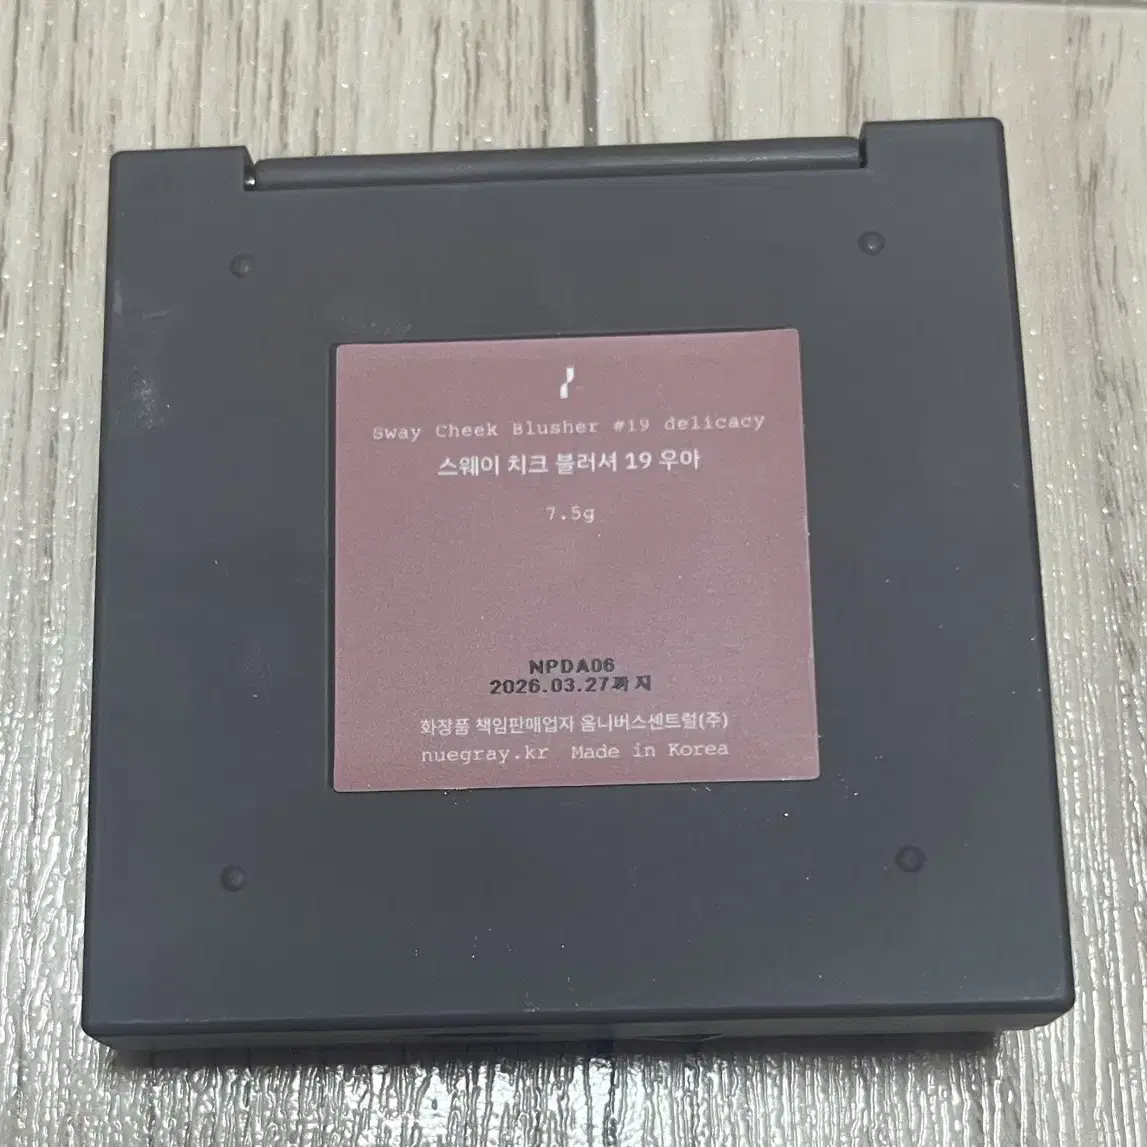 Sway Cheek Blusher #19 delicacy
스웨이 치크 블러셔 19 우아
7.5g
NPDA06
2026.03.27까지
화장품 책임판매업자 옴니버스센트럴(주)
nuegray.kr Made in Korea